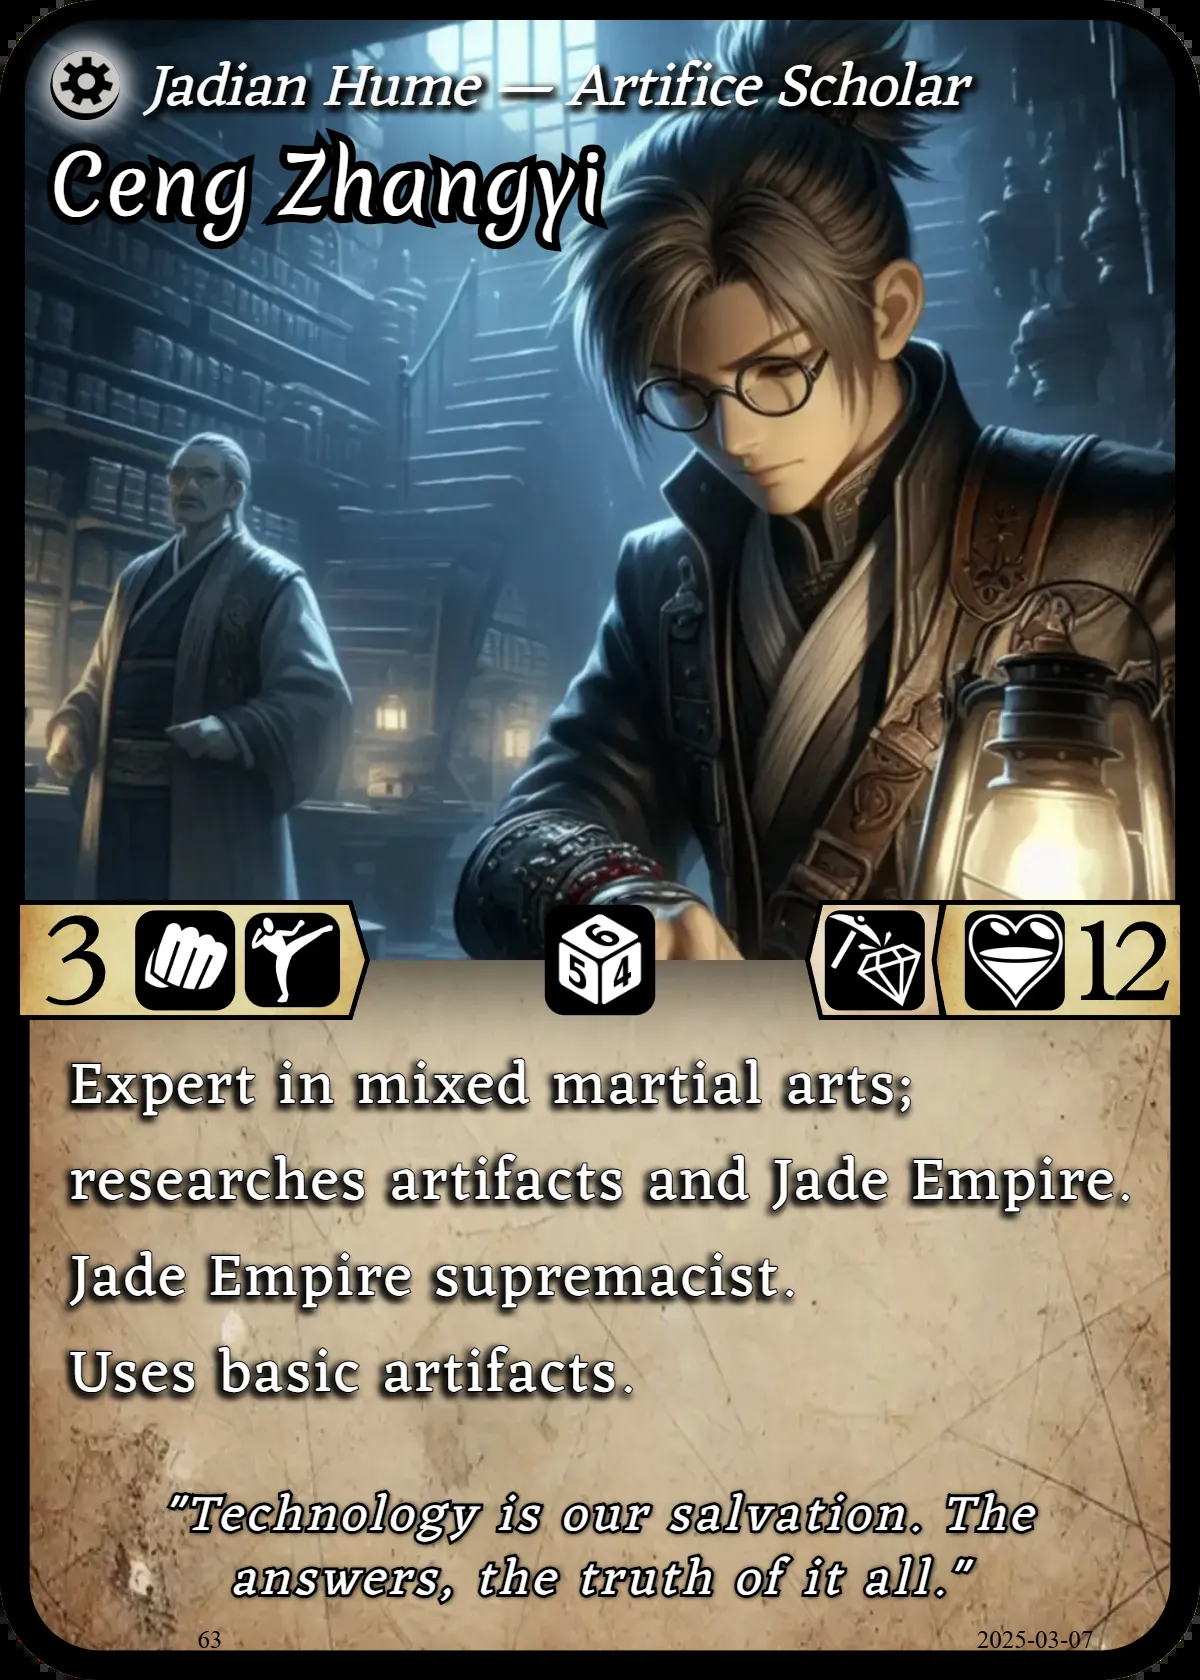 Jadian Hume — Artifice Scholar
Ceng Zhangyi
3
6
5 4
12
Expert in mixed martial arts;
researches artifacts and Jade Empire.
Jade Empire supremacist.
Uses basic artifacts.
"Technology is our salvation. The
answers, the truth of it all."
63
2025-03-07